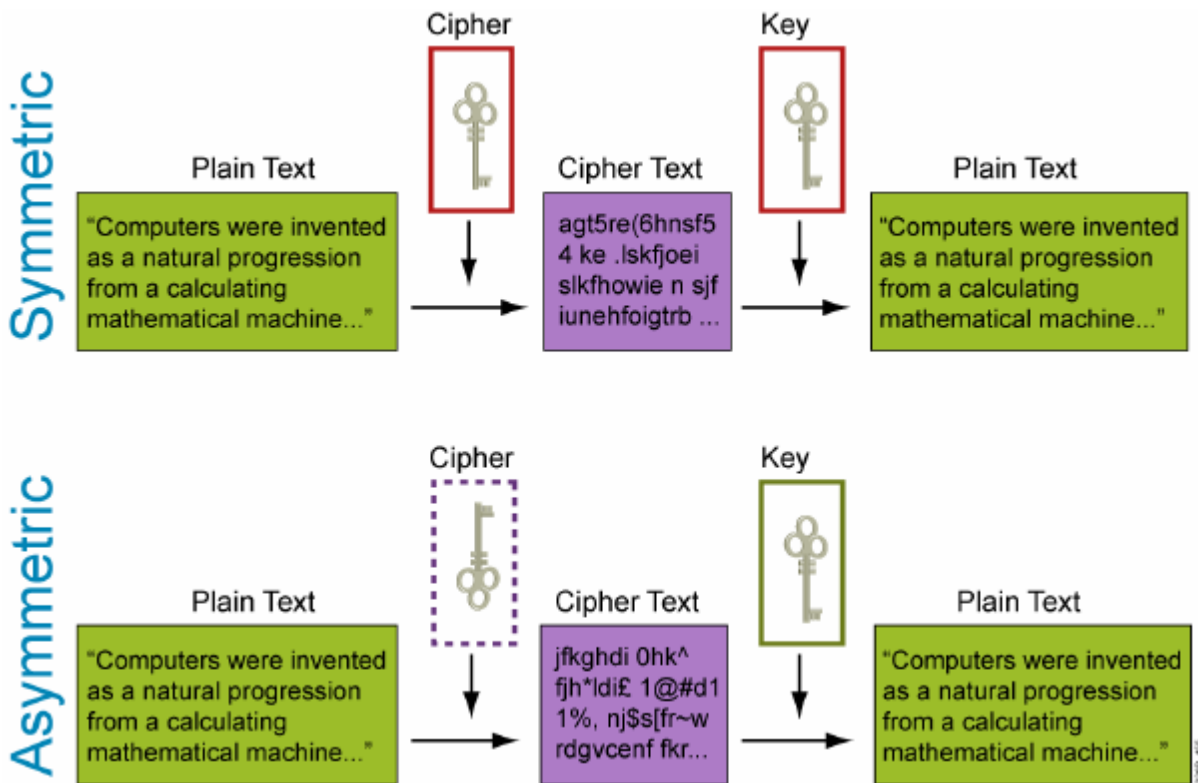 Symmetric
Cipher
Key
Plain Text
Cipher Text
Plain Text
“Computers were invented
as a natural progression
from a calculating
mathematical machine...”
agt5re(6hnsf5
4 ke .lskfjoei
slkfhowie n sjf
iunehfoigtrb ...
"Computers were invented
as a natural progression
from a calculating
mathematical machine...”
Asymmetric
Cipher
Key
Plain Text
Cipher Text
Plain Text
“Computers were invented
as a natural progression
from a calculating
mathematical machine...”
jfkghdi 0hk^
fjh*ldi£ 1@#d1
1%, nj$s[fr~w
rdgvcenf fkr...
“Computers were invented
as a natural progression
from a calculating
mathematical machine...”